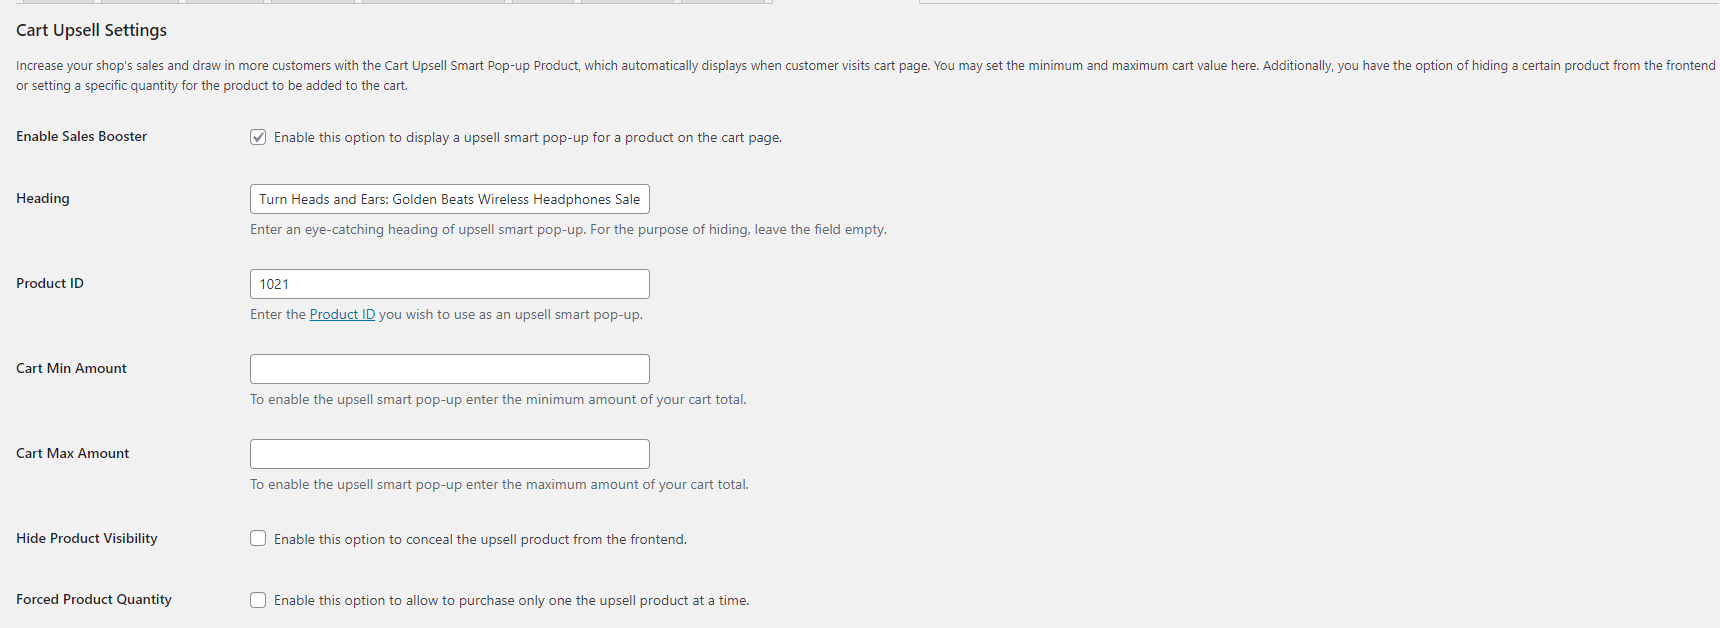 Cart Upsell Settings
Increase your shop's sales and draw in more customers with the Cart Upsell Smart Pop-up Product, which automatically displays when customer visits cart page. You may set the minimum and maximum cart value here. Additionally, you have the option of hiding a certain product from the frontend
or setting a specific quantity for the product to be added to the cart.
Enable Sales Booster
Enable this option to display a upsell smart pop-up for a product on the cart page.
Heading
Turn Heads and Ears: Golden Beats Wireless Headphones Sale
Enter an eye-catching heading of upsell smart pop-up. For the purpose of hiding, leave the field empty.
Product ID
1021
Enter the Product ID you wish to use as an upsell smart pop-up.
Cart Min Amount
To enable the upsell smart pop-up enter the minimum amount of your cart total.
Cart Max Amount
To enable the upsell smart pop-up enter the maximum amount of your cart total.
Hide Product Visibility
Enable this option to conceal the upsell product from the frontend.
Forced Product Quantity
Enable this option to allow to purchase only one the upsell product at a time.